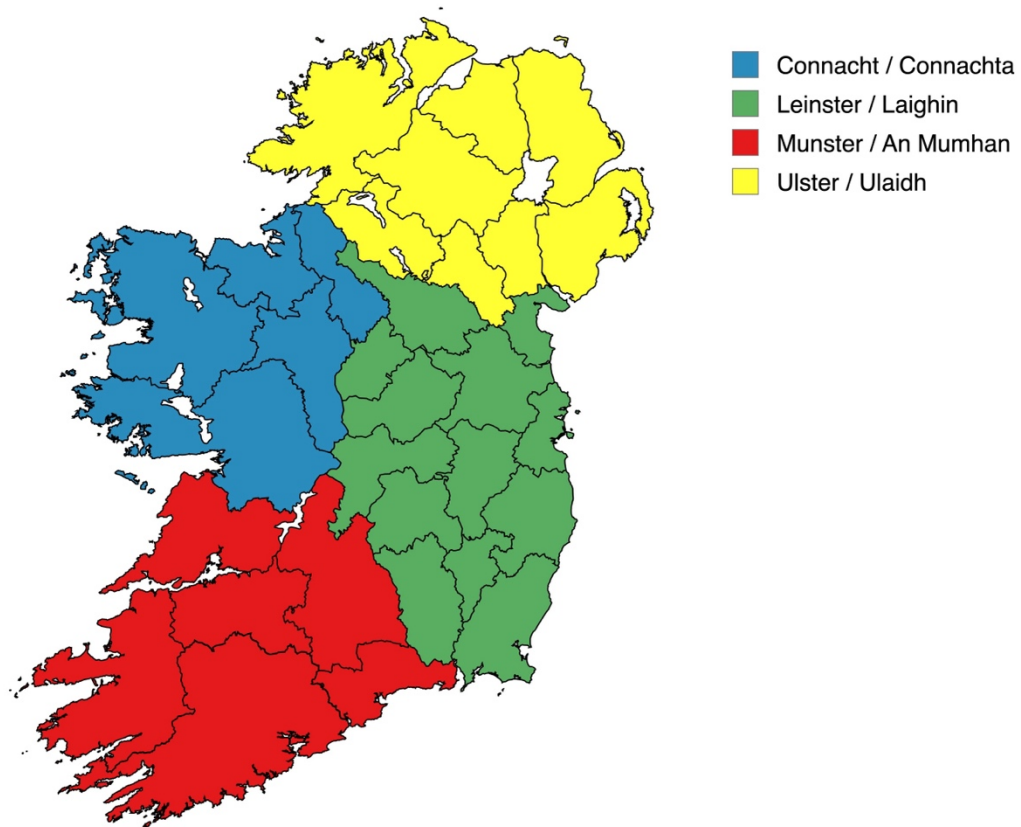 Connacht / Connachta
Leinster / Laighin
Munster / An Mumhan
Ulster / Ulaidh